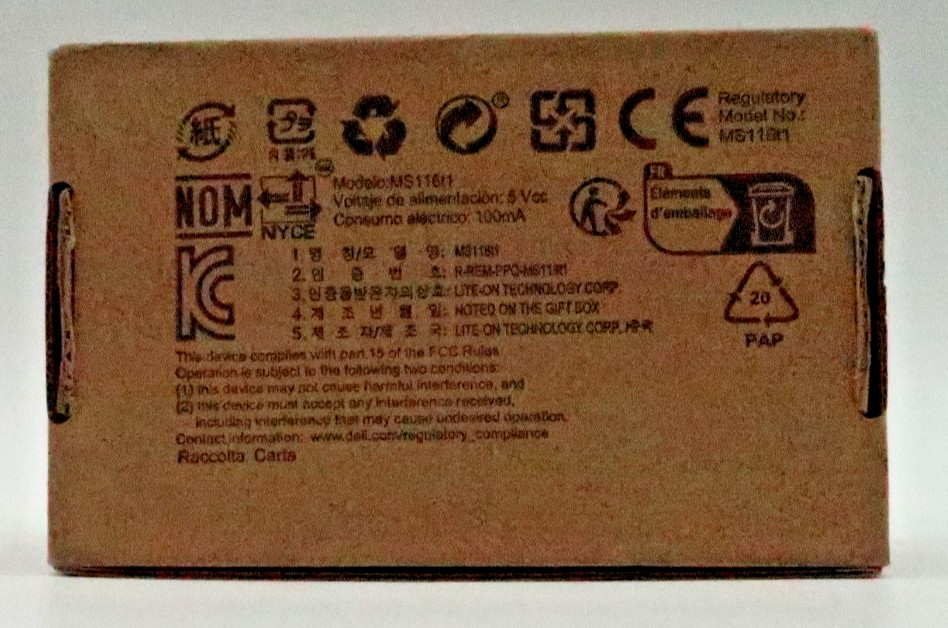 紙
プラ
CE
Regulatory
Model No.:
MS116t1
NOM
NYCE
Modelo:MS116t1
Voltaje de alimentación: 5 Vcc
Consumo eléctrico: 100mA
FR
Éléments
d'emballage
1. 명 칭/모 델 명: MS116t1
2. 인 증 번 호: R-REM-PPQ-MS116t1
3. 인증을받은자의상호: LITE-ON TECHNOLOGY CORP.
4. 제 조 년 월 일: NOTED ON THE GIFT BOX
5. 제 조 자/제 조 국: LITE-ON TECHNOLOGY CORP./중국
20
PAP
This device complies with part 15 of the FCC Rules
Operation is subject to the following two conditions:
(1) this device may not cause harmful interference, and
(2) this device must accept any interference received,
including interference that may cause undesired operation.
Contact information: www.dell.com/regulatory_compliance
Raccolta Carta